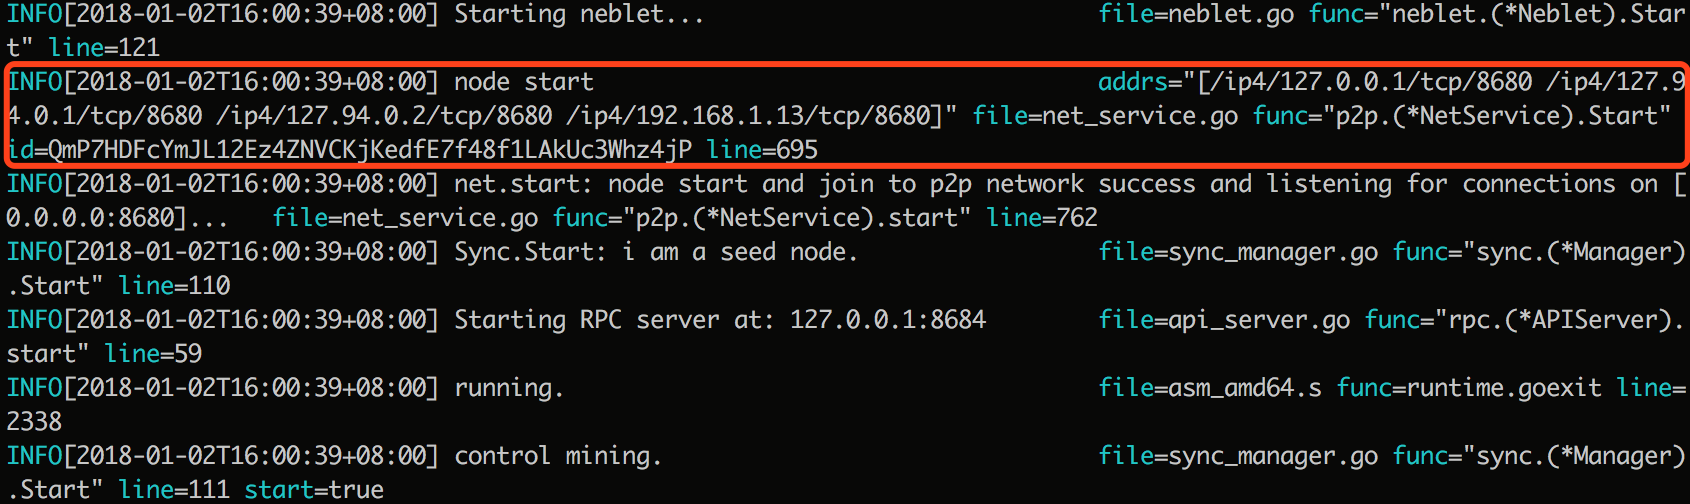 INFO[2018-01-02T16:00:39+08:00] Starting neblet...                            file=neblet.go func="neblet.(*Neblet).Star
t" line=121
INFO[2018-01-02T16:00:39+08:00] node start                                    addrs="[/ip4/127.0.0.1/tcp/8680 /ip4/127.9
4.0.1/tcp/8680 /ip4/127.94.0.2/tcp/8680 /ip4/192.168.1.13/tcp/8680]" file=net_service.go func="p2p.(*NetService).Start"
id=QmP7HDFcYmJL12Ez4ZNVCKjKedfE7f48f1LAkUc3Whz4jP line=695
INFO[2018-01-02T16:00:39+08:00] net.start: node start and join to p2p network success and listening for connections on [
0.0.0.0:8680]...   file=net_service.go func="p2p.(*NetService).start" line=762
INFO[2018-01-02T16:00:39+08:00] Sync.Start: i am a seed node.                 file=sync_manager.go func="sync.(*Manager)
.Start" line=110
INFO[2018-01-02T16:00:39+08:00] Starting RPC server at: 127.0.0.1:8684        file=api_server.go func="rpc.(*APIServer).
start" line=59
INFO[2018-01-02T16:00:39+08:00] running.                                      file=asm_amd64.s func=runtime.goexit line=
2338
INFO[2018-01-02T16:00:39+08:00] control mining.                               file=sync_manager.go func="sync.(*Manager)
.Start" line=111 start=true